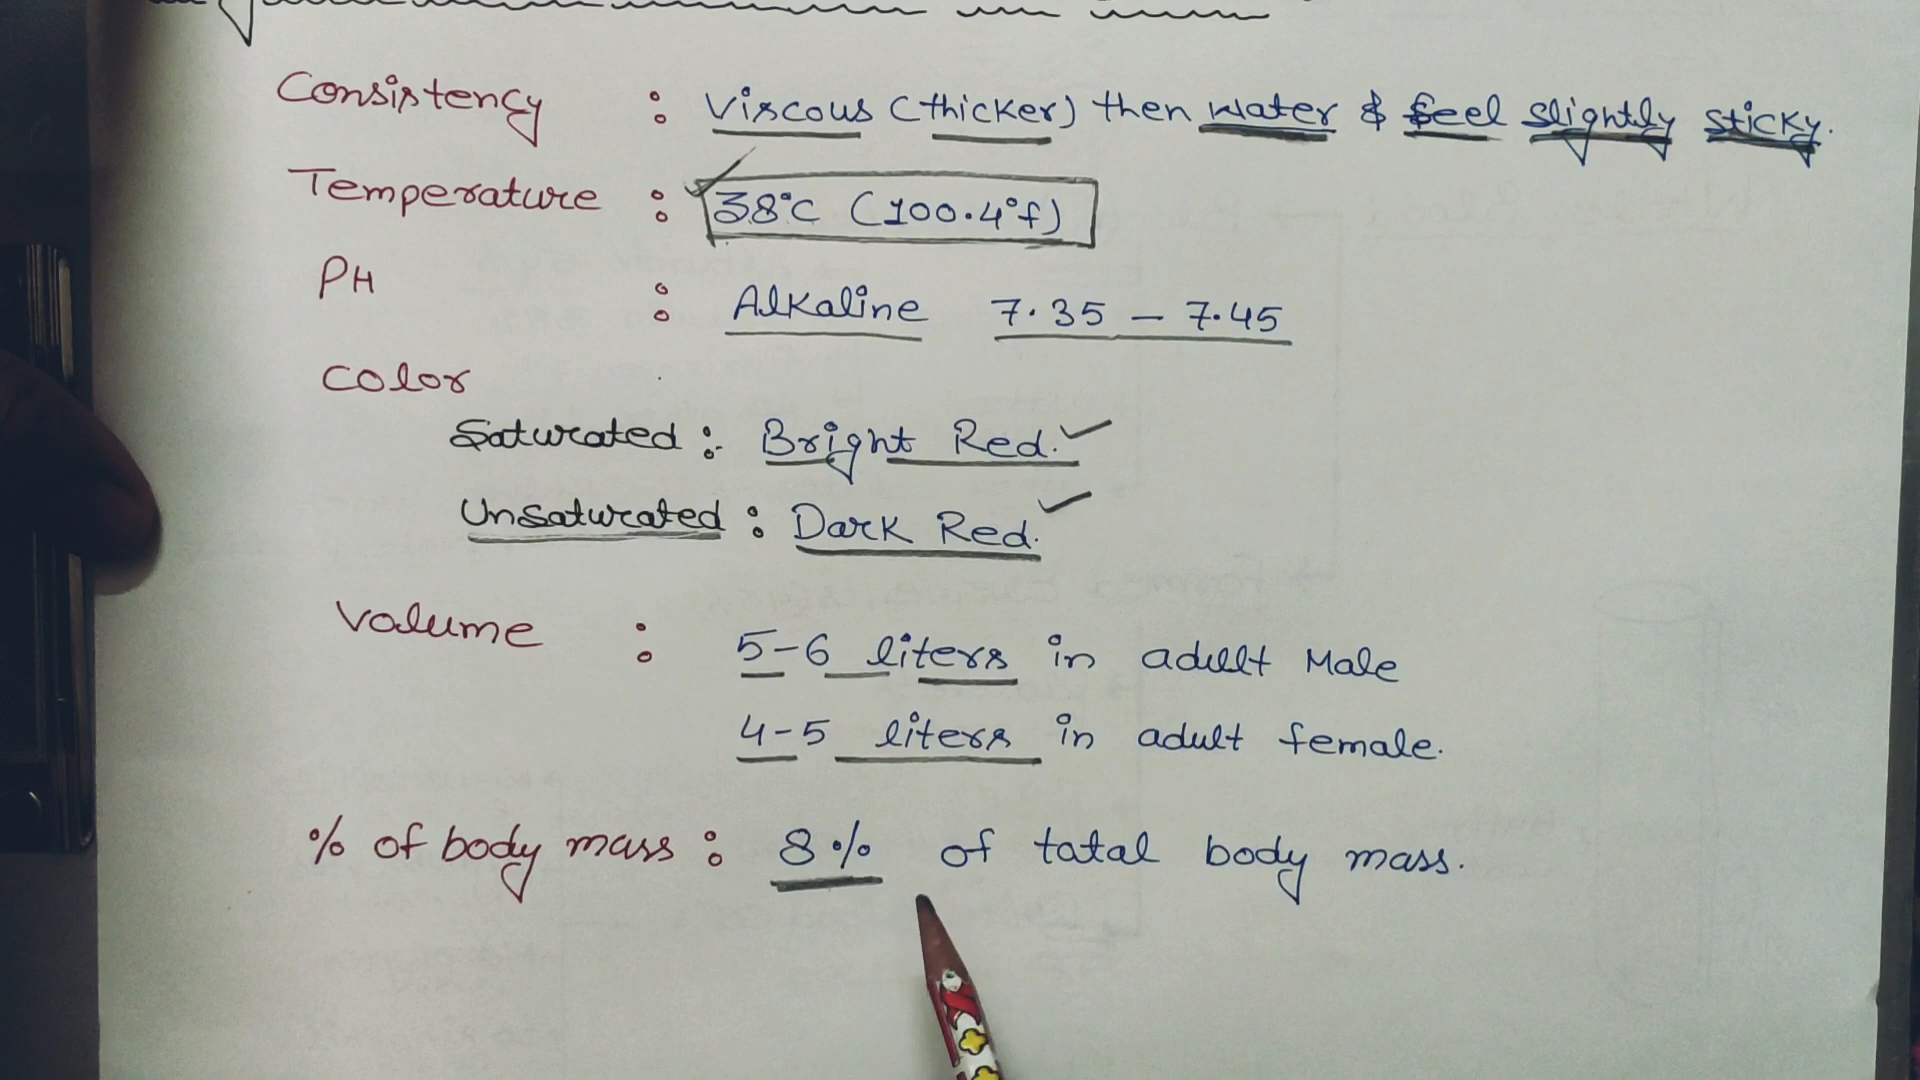 Consistency : Viscous (thicker) then water & feel slightly sticky.
Temperature : 38°C (100.4°f)
PH : Alkaline 7.35 – 7.45
Color
Saturated : Bright Red.
Unsaturated : Dark Red.
Volume : 5-6 liters in adult Male
4-5 liters in adult female.
% of body mass : 8% of total body mass.